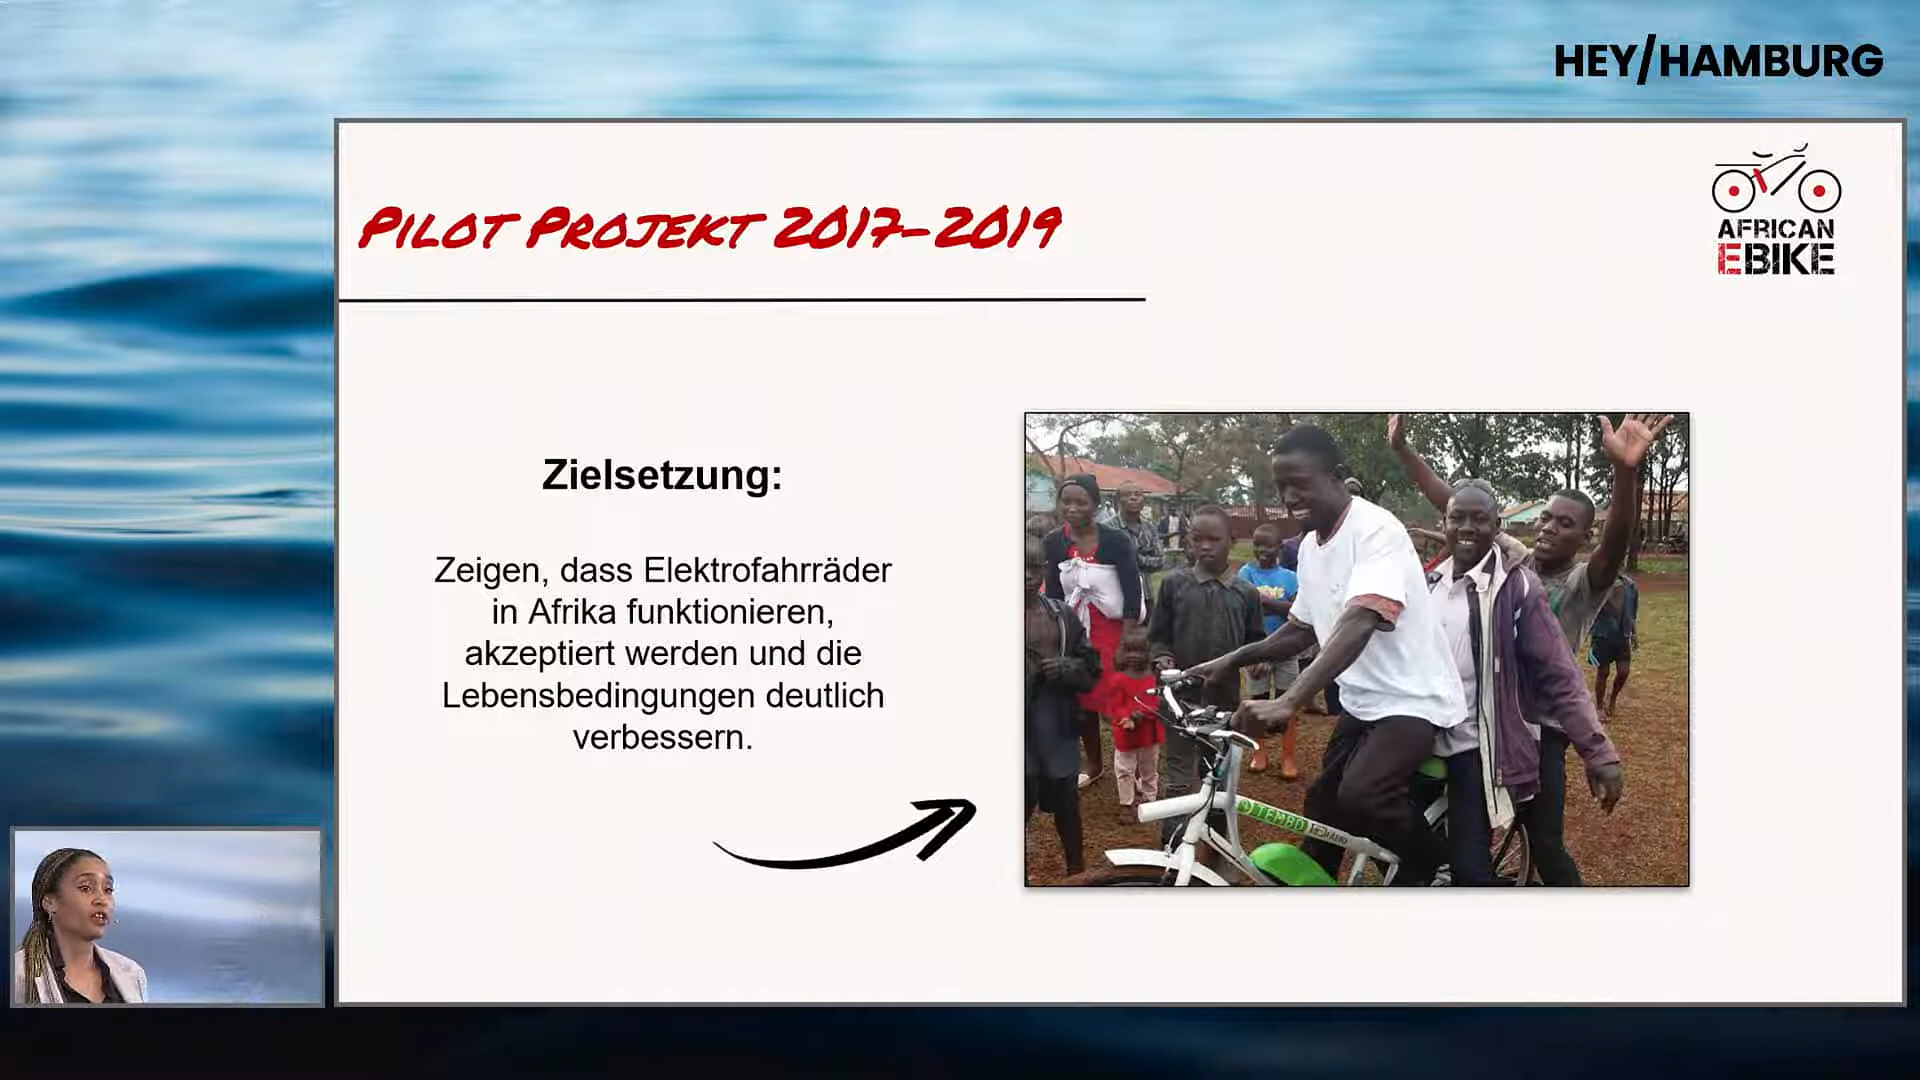 HEY/HAMBURG
PILOT PROJEKT 2017-2019
AFRICAN
EBIKE
Zielsetzung:
Zeigen, dass Elektrofahrräder
in Afrika funktionieren,
akzeptiert werden und die
Lebensbedingungen deutlich
verbessern.
TEMBO